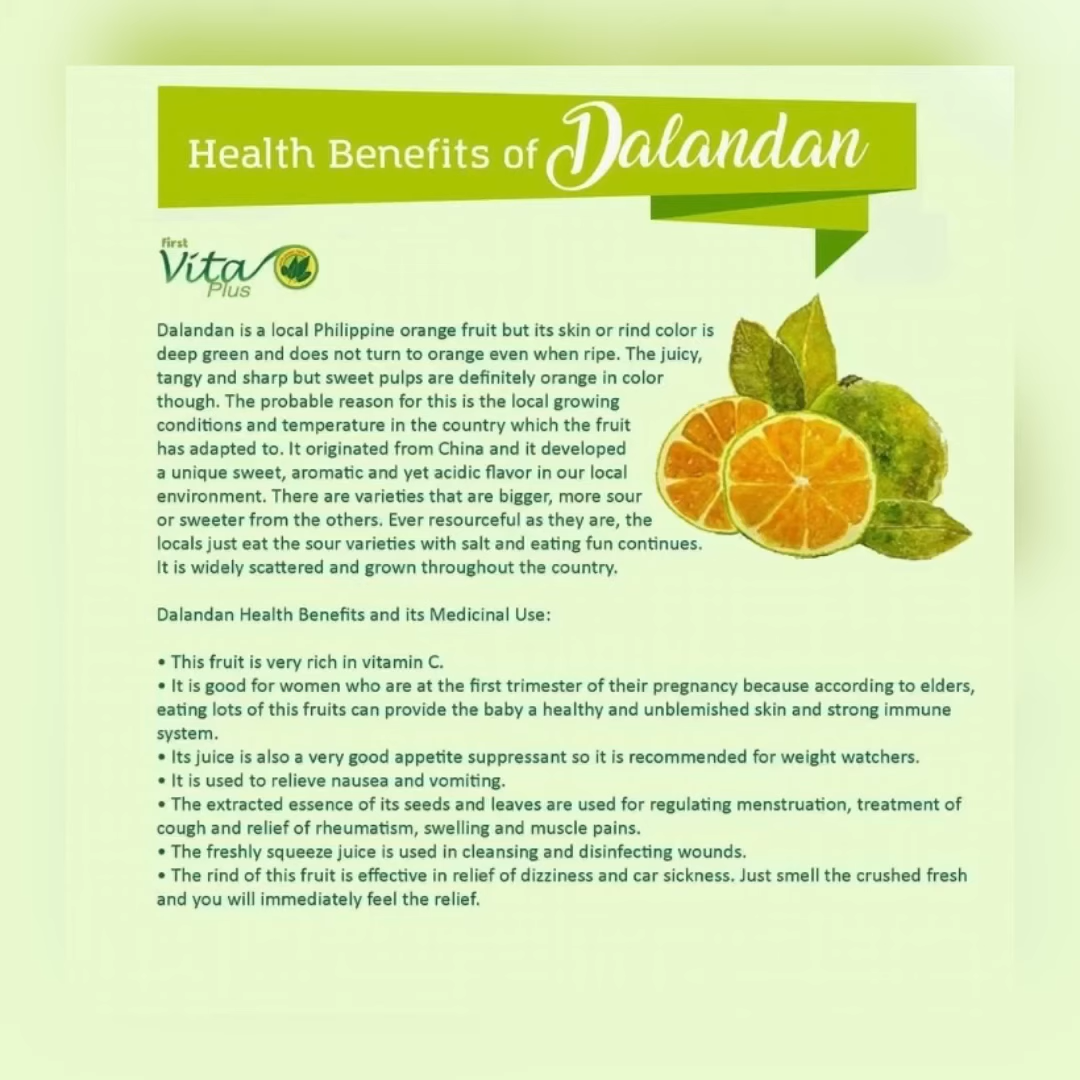 Health Benefits of Dalandan
first
Vita
Plus
Dalandan is a local Philippine orange fruit but its skin or rind color is
deep green and does not turn to orange even when ripe. The juicy,
tangy and sharp but sweet pulps are definitely orange in color
though. The probable reason for this is the local growing
conditions and temperature in the country which the fruit
has adapted to. It originated from China and it developed
a unique sweet, aromatic and yet acidic flavor in our local
environment. There are varieties that are bigger, more sour
or sweeter from the others. Ever resourceful as they are, the
locals just eat the sour varieties with salt and eating fun continues.
It is widely scattered and grown throughout the country.
Dalandan Health Benefits and its Medicinal Use:
• This fruit is very rich in vitamin C.
• It is good for women who are at the first trimester of their pregnancy because according to elders,
eating lots of this fruits can provide the baby a healthy and unblemished skin and strong immune
system.
• Its juice is also a very good appetite suppressant so it is recommended for weight watchers.
• It is used to relieve nausea and vomiting.
• The extracted essence of its seeds and leaves are used for regulating menstruation, treatment of
cough and relief of rheumatism, swelling and muscle pains.
• The freshly squeeze juice is used in cleansing and disinfecting wounds.
• The rind of this fruit is effective in relief of dizziness and car sickness. Just smell the crushed fresh
and you will immediately feel the relief.